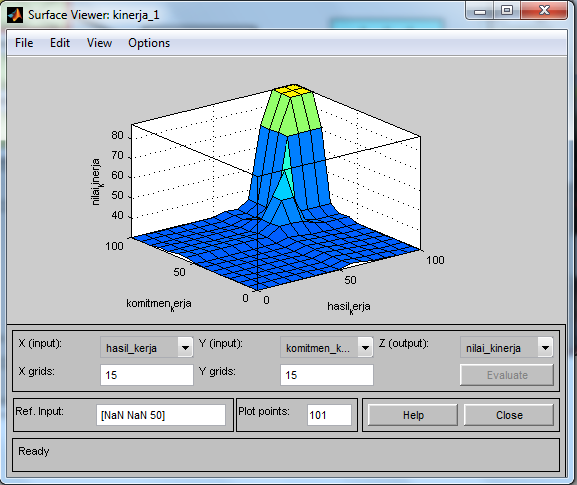 Surface Viewer: kinerja_1
File Edit View Options
80
70
60
50
40
nilai_kinerja
100
50
0
komitmen_kerja
0
50
100
hasil_kerja
X (input): hasil_kerja Y (input): komitmen_k... Z (output): nilai_kinerja
X grids: 15 Y grids: 15 Evaluate
Ref. Input: [NaN NaN 50] Plot points: 101 Help Close
Ready